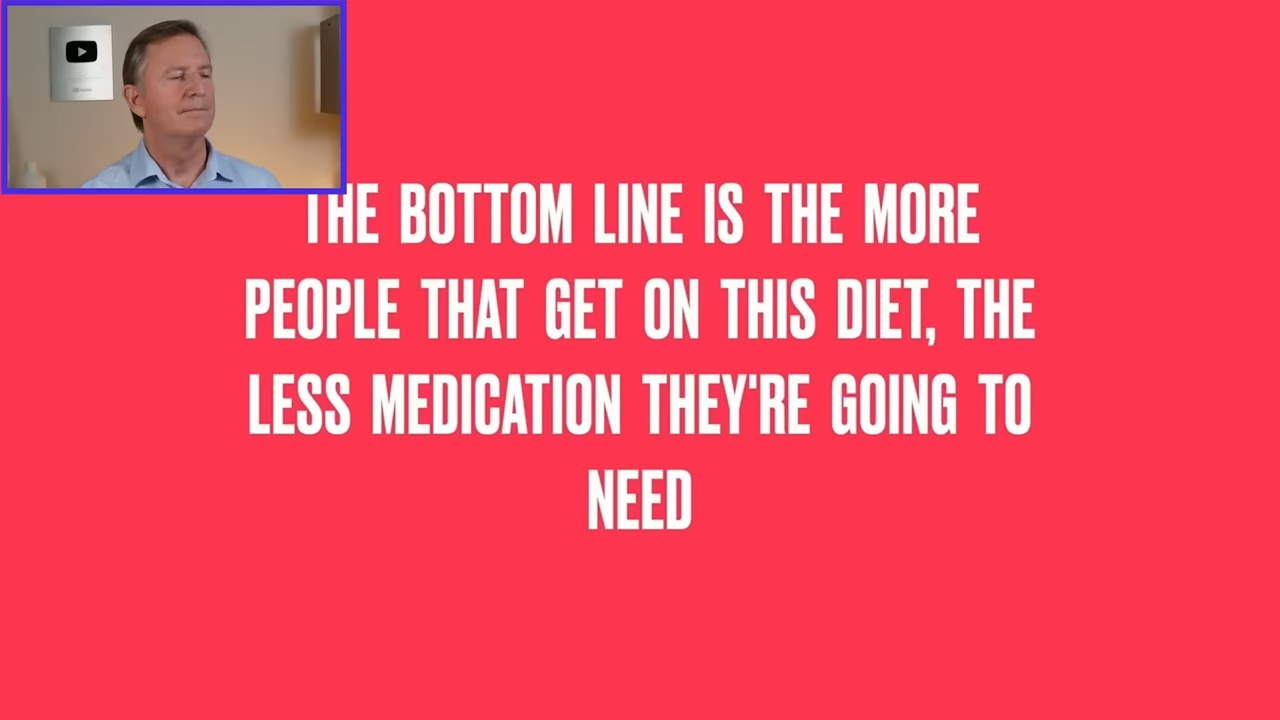 THE BOTTOM LINE IS THE MORE
PEOPLE THAT GET ON THIS DIET, THE
LESS MEDICATION THEY'RE GOING TO
NEED